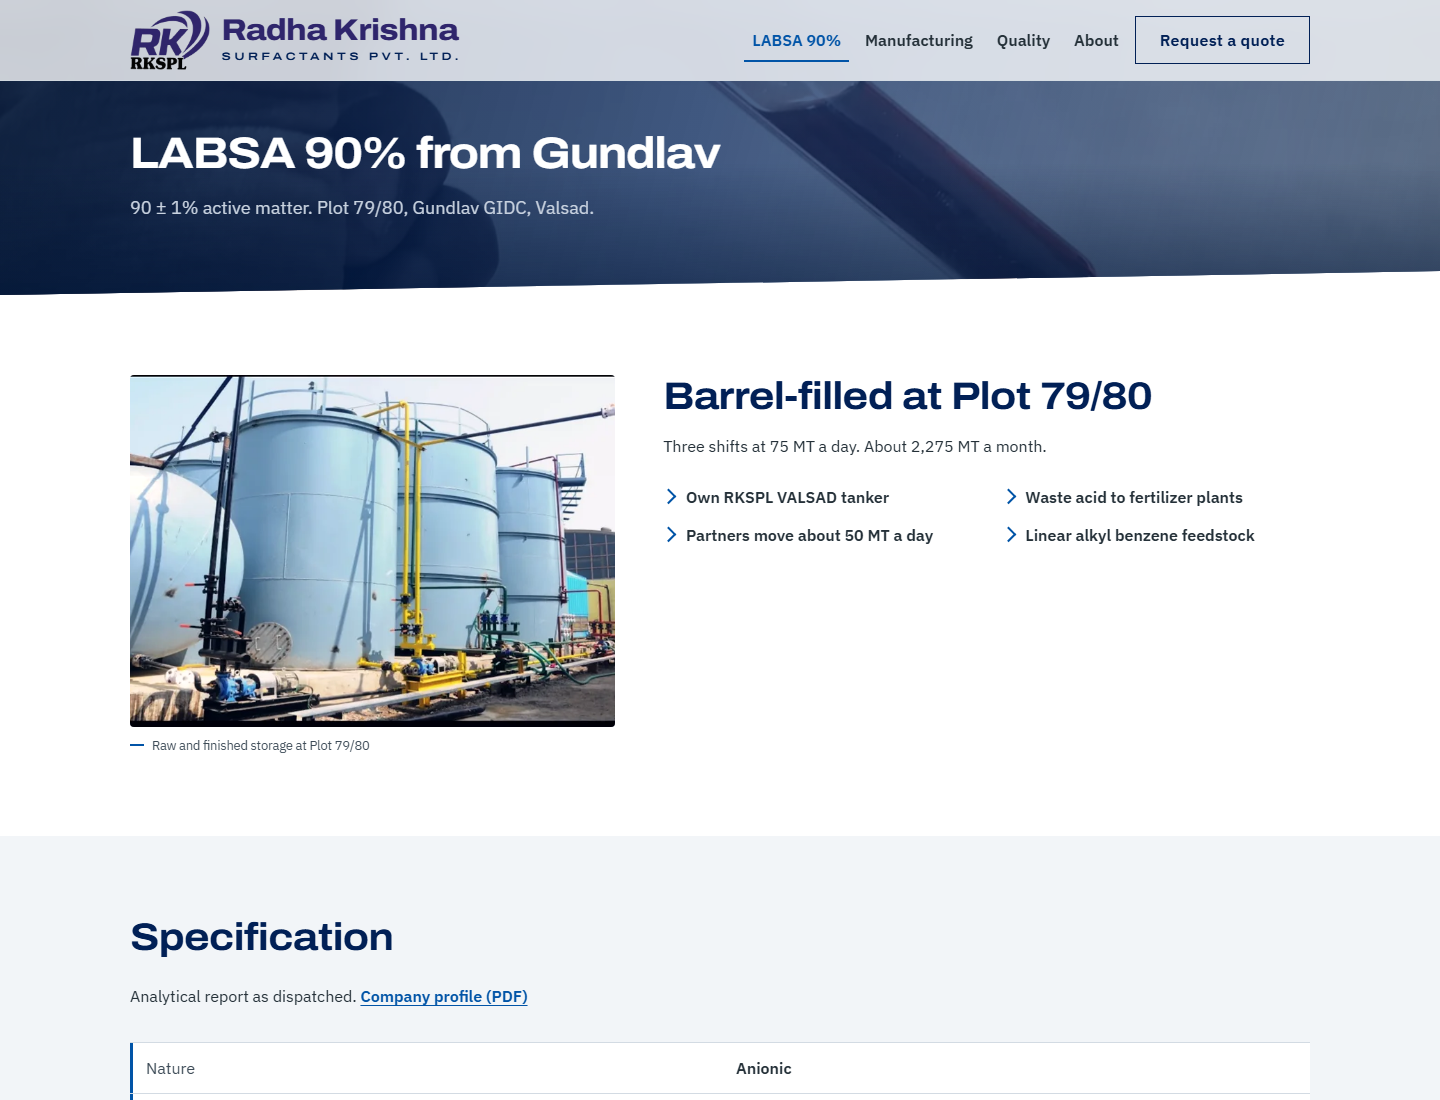 RK
RKSPL
Radha Krishna
SURFACTANTS PVT. LTD.
LABSA 90%
Manufacturing
Quality
About
Request a quote
LABSA 90% from Gundlav
90 ± 1% active matter. Plot 79/80, Gundlav GIDC, Valsad.
Barrel-filled at Plot 79/80
Three shifts at 75 MT a day. About 2,275 MT a month.
Own RKSPL VALSAD tanker
Waste acid to fertilizer plants
Partners move about 50 MT a day
Linear alkyl benzene feedstock
Raw and finished storage at Plot 79/80
Specification
Analytical report as dispatched. Company profile (PDF)
Nature
Anionic